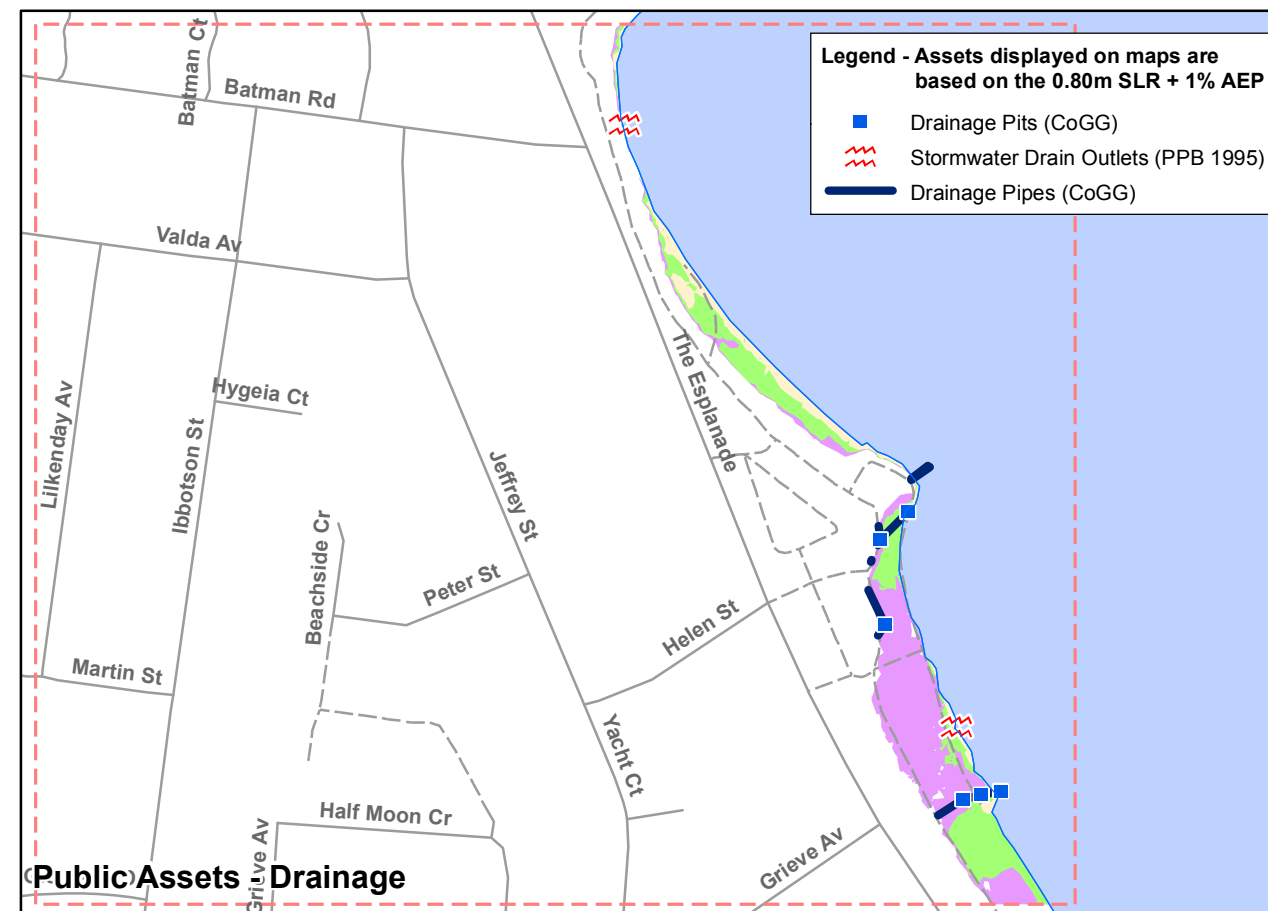 Legend - Assets displayed on maps are
based on the 0.80m SLR + 1% AEP
Drainage Pits (CoGG)
Stormwater Drain Outlets (PPB 1995)
Drainage Pipes (CoGG)
Batman Ct
Batman Rd
Valda Av
The Esplanade
Hygeia Ct
Lilkenday Av
Ibbotson St
Jeffrey St
Beachside Cr
Peter St
Helen St
Martin St
Yacht Ct
Half Moon Cr
Grieve Av
Grieve Av
Public Assets - Drainage